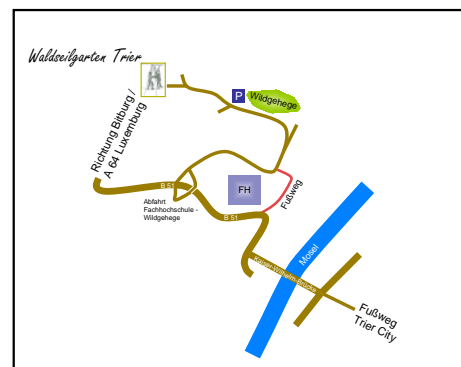 Waldseilgarten Trier
P
Wildgehege
Richtung Bitburg /
A 64 Luxemburg
B 51
FH
Fußweg
Abfahrt
Fachhochschule -
Wildgehege
B 51
Mosel
Kaiser-Wilhelm-Brücke
Fußweg
Trier City